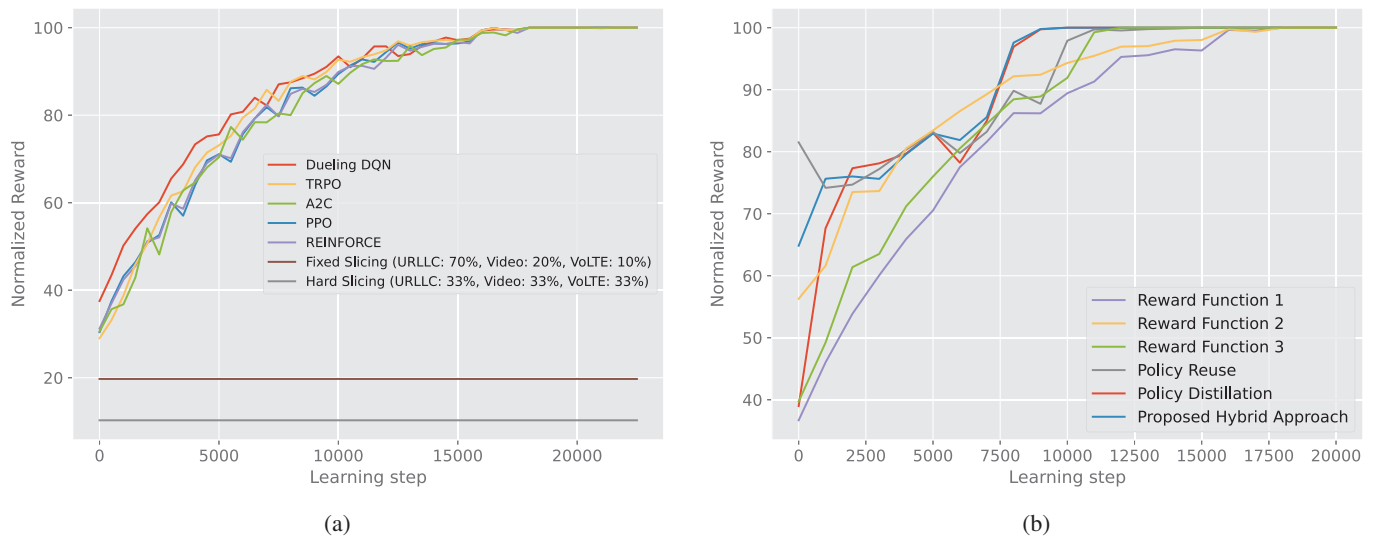 100
80
60
40
20
Normalized Reward
Dueling DQN
TRPO
A2C
PPO
REINFORCE
Fixed Slicing (URLLC: 70%, Video: 20%, VoLTE: 10%)
Hard Slicing (URLLC: 33%, Video: 33%, VoLTE: 33%)
0 5000 10000 15000 20000
Learning step
(a)
100
90
80
70
60
50
40
Normalized Reward
Reward Function 1
Reward Function 2
Reward Function 3
Policy Reuse
Policy Distillation
Proposed Hybrid Approach
0 2500 5000 7500 10000 12500 15000 17500 20000
Learning step
(b)